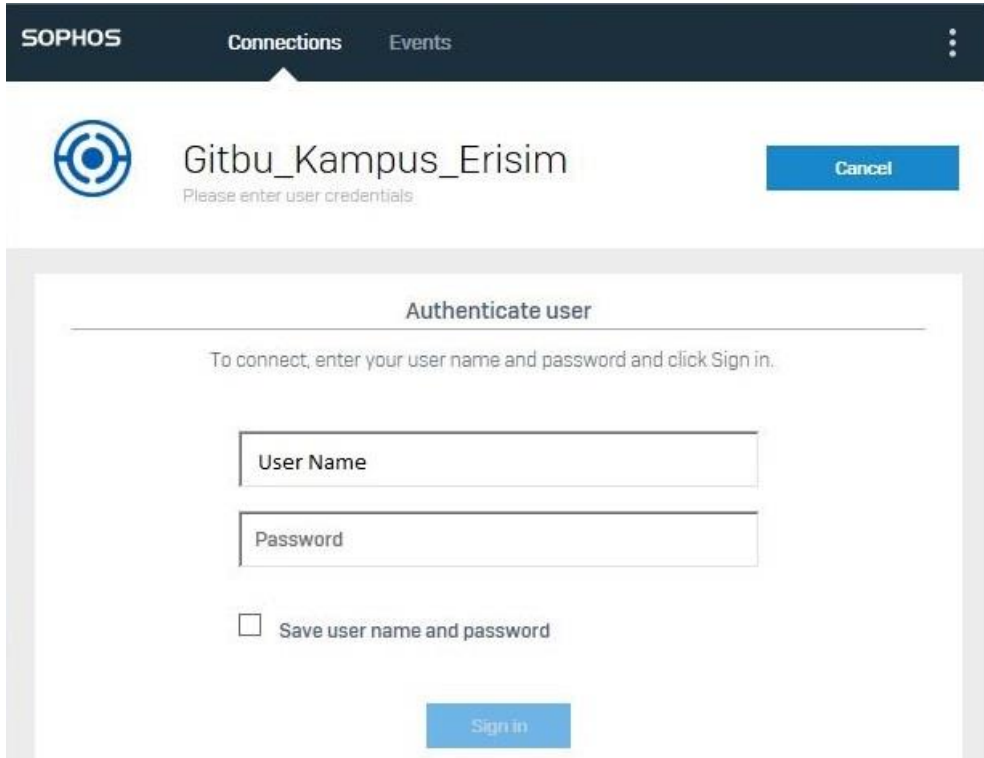 SOPHOS Connections Events
Gitbu_Kampus_Erisim
Cancel
Please enter user credentials
Authenticate user
To connect, enter your user name and password and click Sign in.
User Name
Password
Save user name and password
Sign in